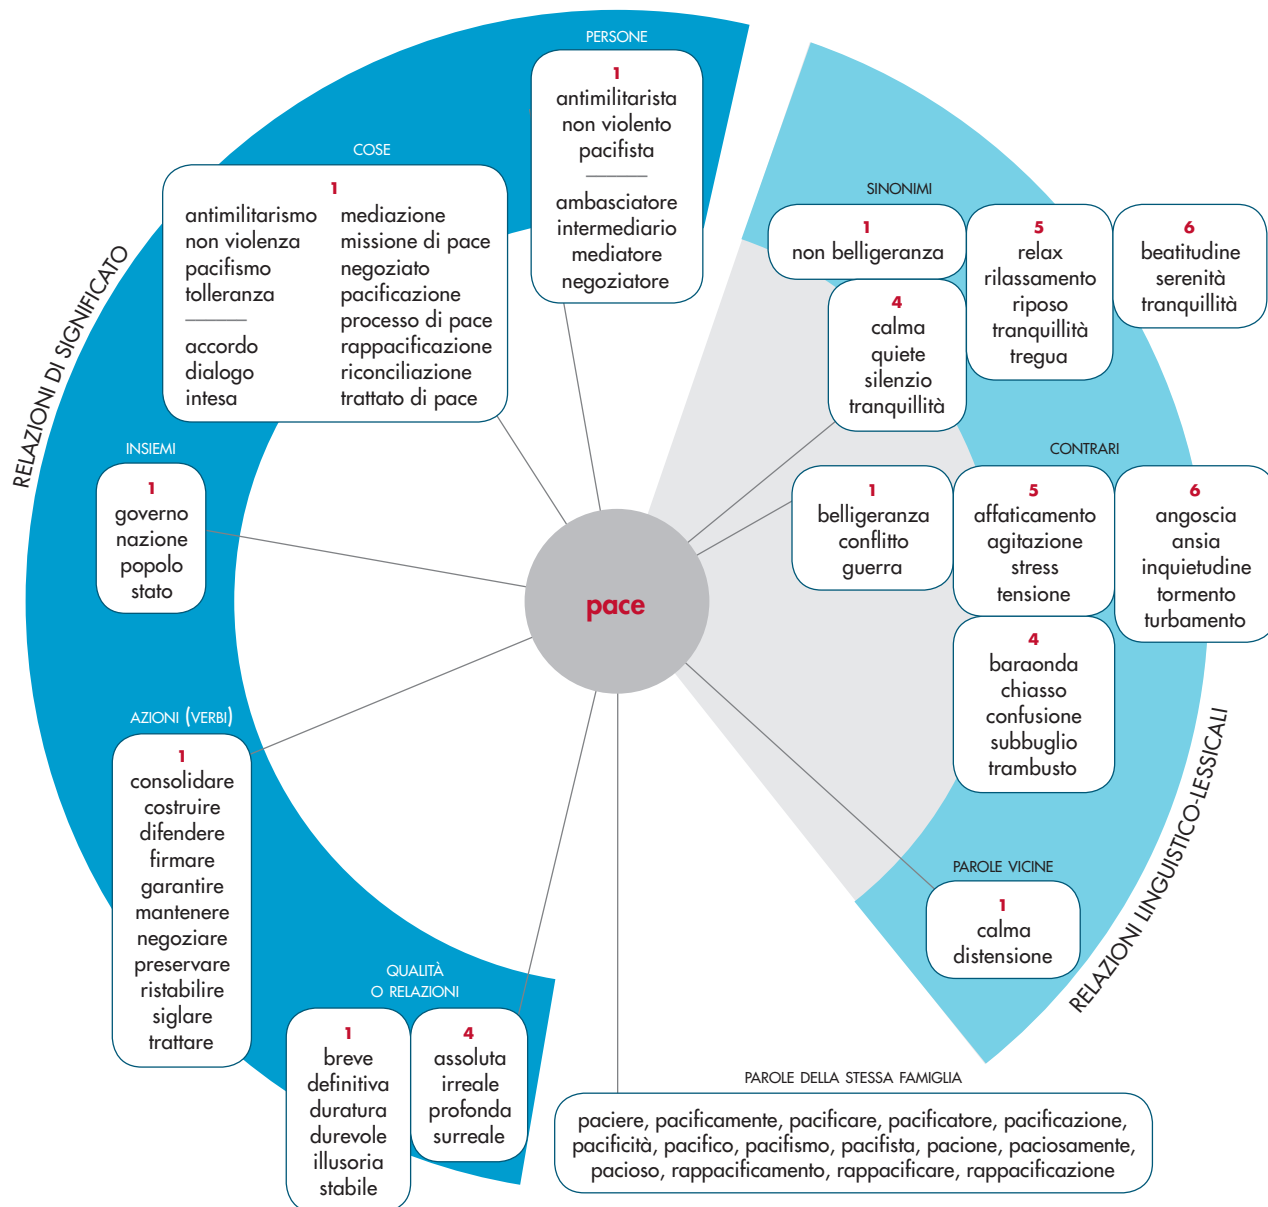 PERSONE
1
antimilitarista
non violento
pacifista
ambasciatore
intermediario
mediatore
negoziatore
COSE
1
antimilitarismo
non violenza
pacifismo
tolleranza
accordo
dialogo
intesa
mediazione
missione di pace
negoziato
pacificazione
processo di pace
rappacificazione
riconciliazione
trattato di pace
RELAZIONI DI SIGNIFICATO
INSIEMI
1
governo
nazione
popolo
stato
AZIONI (VERBI)
1
consolidare
costruire
difendere
firmare
garantire
mantenere
negoziare
preservare
ristabilire
siglare
trattare
QUALITÀ
O RELAZIONI
1
breve
definitiva
duratura
durevole
illusoria
stabile
4
assoluta
irreale
profonda
surreale
pace
SINONIMI
1
non belligeranza
4
calma
quiete
silenzio
tranquillità
5
relax
rilassamento
riposo
tranquillità
tregua
6
beatitudine
serenità
tranquillità
CONTRARI
1
belligeranza
conflitto
guerra
5
affaticamento
agitazione
stress
tensione
4
baraonda
chiasso
confusione
subbuglio
trambusto
6
angoscia
ansia
inquietudine
tormento
turbamento
RELAZIONI LINGUISTICO-LESSICALI
PAROLE VICINE
1
calma
distensione
PAROLE DELLA STESSA FAMIGLIA
paciere, pacificamente, pacificare, pacificatore, pacificazione,
pacificità, pacifico, pacifismo, pacifista, pacione, paciosamente,
pacioso, rappacificamento, rappacificare, rappacificazione